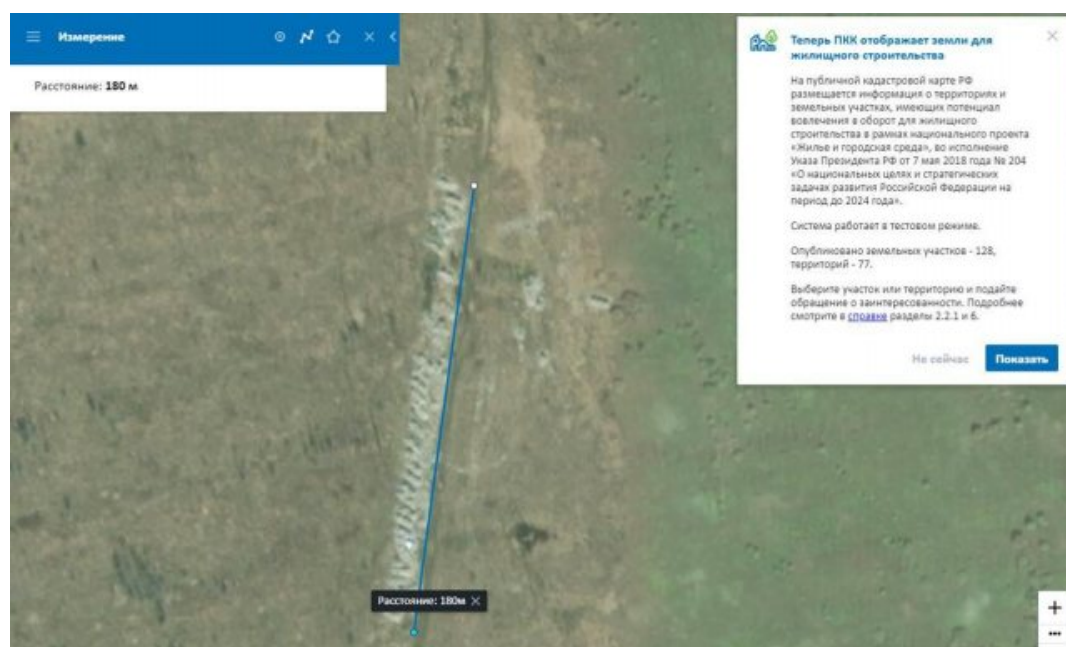 Измерение
Расстояние: 180 м
Теперь ПКК отображает земли для
жилищного строительства
На публичной кадастровой карте РФ
размещается информация о территориях и
земельных участках, имеющих потенциал
вовлечения в оборот для жилищного
строительства в рамках национального проекта
«Жилье и городская среда», во исполнение
Указа Президента РФ от 7 мая 2018 года № 204
«О национальных целях и стратегических
задачах развития Российской Федерации на
период до 2024 года».
Система работает в тестовом режиме.
Опубликовано земельных участков - 128,
территорий - 77.
Выберите участок или территорию и подайте
обращение о заинтересованности. Подробнее
смотрите в справке разделы 2.2.1 и 6.
Не сейчас Показать
Расстояние: 180м